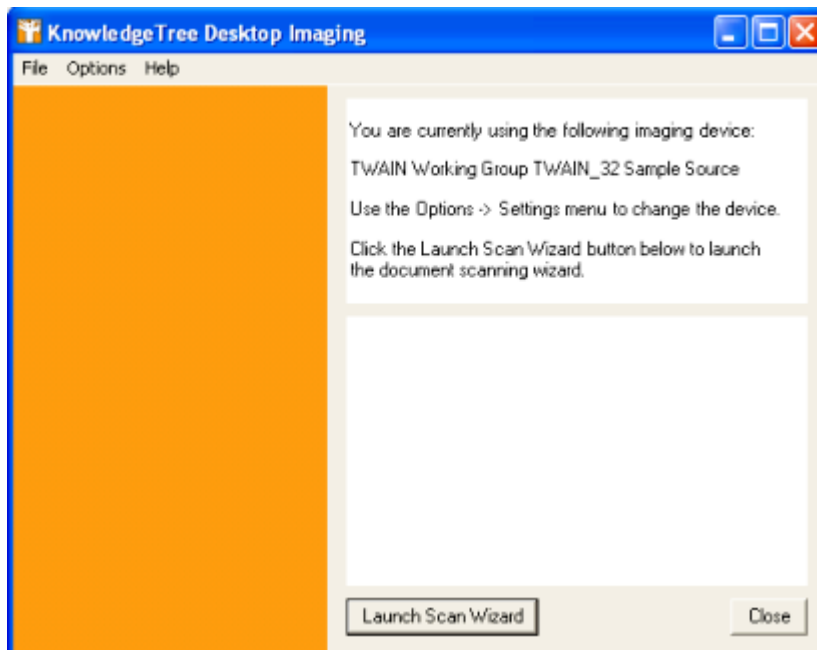 KnowledgeTree Desktop Imaging
File Options Help
You are currently using the following imaging device:
TWAIN Working Group TWAIN_32 Sample Source
Use the Options -> Settings menu to change the device.
Click the Launch Scan Wizard button below to launch
the document scanning wizard.
Launch Scan Wizard Close